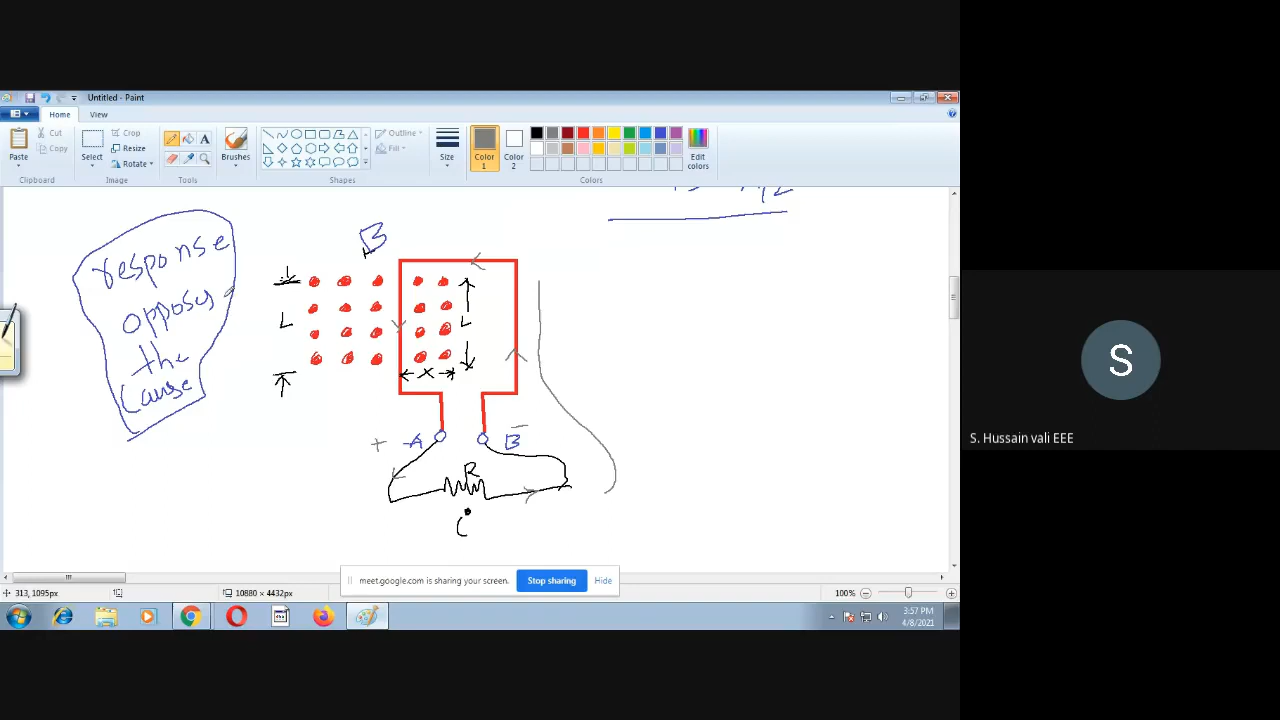 Untitled - Paint
Home
View
Paste
Cut
Copy
Clipboard
Select
Crop
Resize
Rotate
Image
Tools
Brushes
Shapes
Outline
Fill
Size
Color
1
Color
2
Edit
colors
Colors
response
opposes
the
Cause
B
L
L
X
+ A
B
R
i
meet.google.com is sharing your screen.
Stop sharing
Hide
313, 1095px
10880 × 4432px
100%
3:57 PM
4/8/2021
S
S. Hussain vali EEE